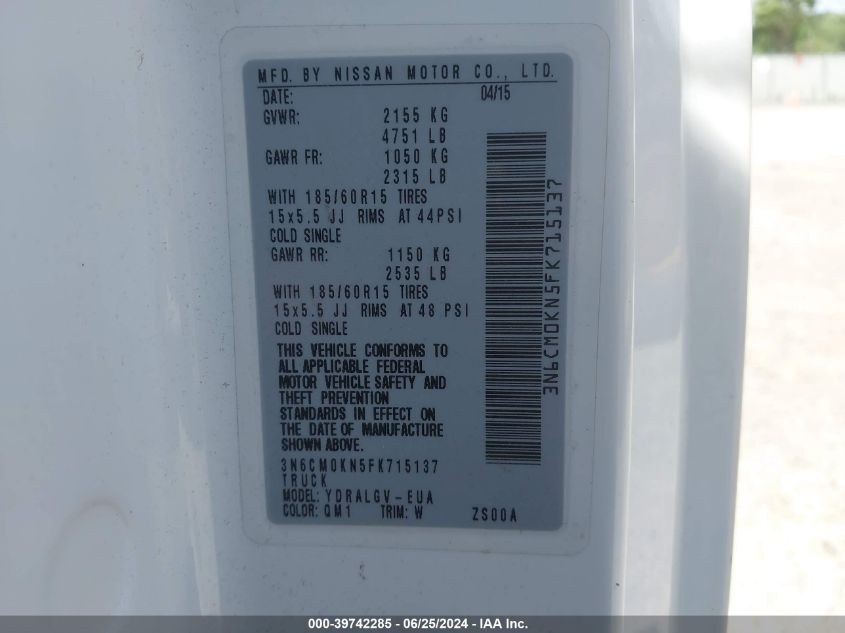 MFD. BY NISSAN MOTOR CO., LTD.
DATE: 04/15
GVWR: 2155 KG
4751 LB
GAWR FR: 1050 KG
2315 LB
WITH 185/60R15 TIRES
15x5.5 JJ RIMS AT 44PSI
COLD SINGLE
GAWR RR: 1150 KG
2535 LB
WITH 185/60R15 TIRES
15x5.5 JJ RIMS AT 48 PSI
COLD SINGLE
THIS VEHICLE CONFORMS TO
ALL APPLICABLE FEDERAL
MOTOR VEHICLE SAFETY AND
THEFT PREVENTION
STANDARDS IN EFFECT ON
THE DATE OF MANUFACTURE
SHOWN ABOVE.
3N6CM0KN5FK715137
TRUCK
MODEL: YDRALGV-EUA
COLOR: QM1 TRIM: W ZS00A
3N6CM0KN5FK715137
000-39742285 - 06/25/2024 - IAA, Inc.